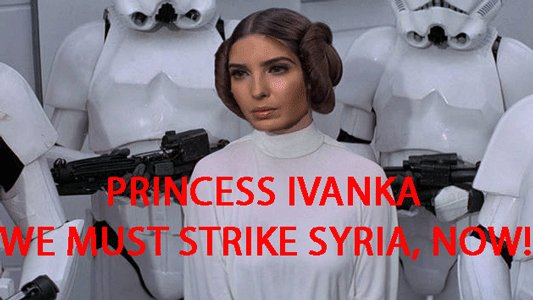 PRINCESS IVANKA
WE MUST STRIKE SYRIA, NOW!